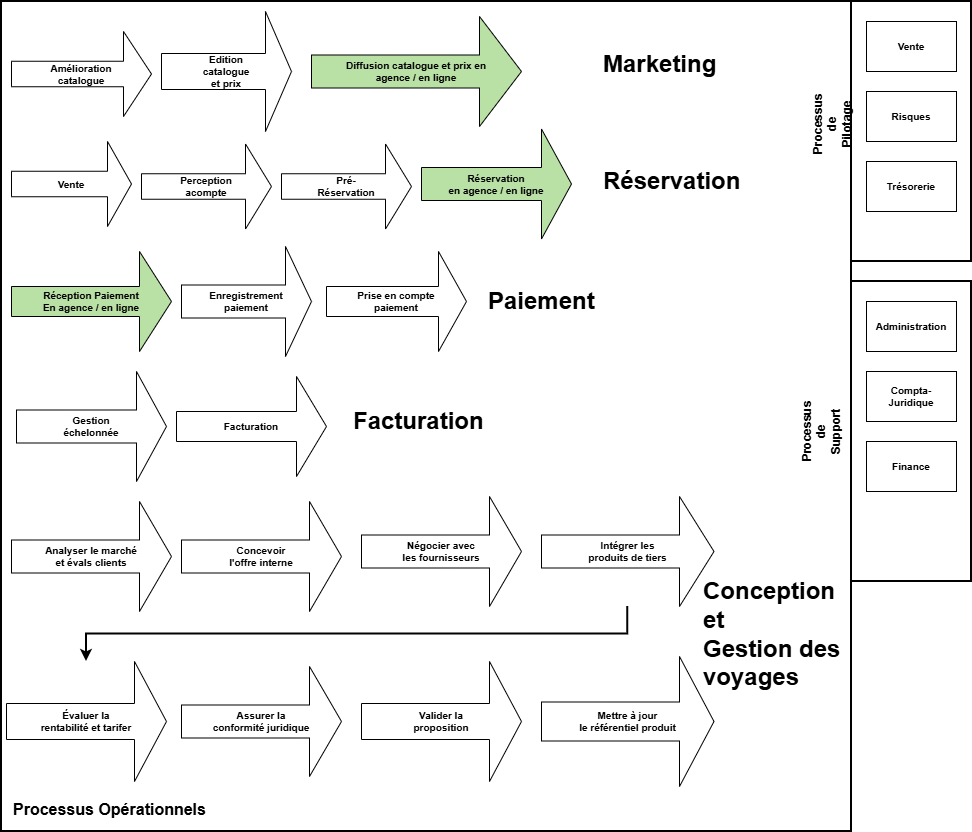 Amélioration
catalogue
Edition
catalogue
et prix
Diffusion catalogue et prix en
agence / en ligne
Marketing
Vente
Perception
acompte
Pré-
Réservation
Réservation
en agence / en ligne
Réservation
Réception Paiement
En agence / en ligne
Enregistrement
paiement
Prise en compte
paiement
Paiement
Gestion
échelonnée
Facturation
Facturation
Analyser le marché
et évals clients
Concevoir
l'offre interne
Négocier avec
les fournisseurs
Intégrer les
produits de tiers
Conception
et
Gestion des
voyages
Évaluer la
rentabilité et tarifer
Assurer la
conformité juridique
Valider la
proposition
Mettre à jour
le référentiel produit
Processus Opérationnels
Processus
de
Pilotage
Vente
Risques
Trésorerie
Processus
de
Support
Administration
Compta-
Juridique
Finance